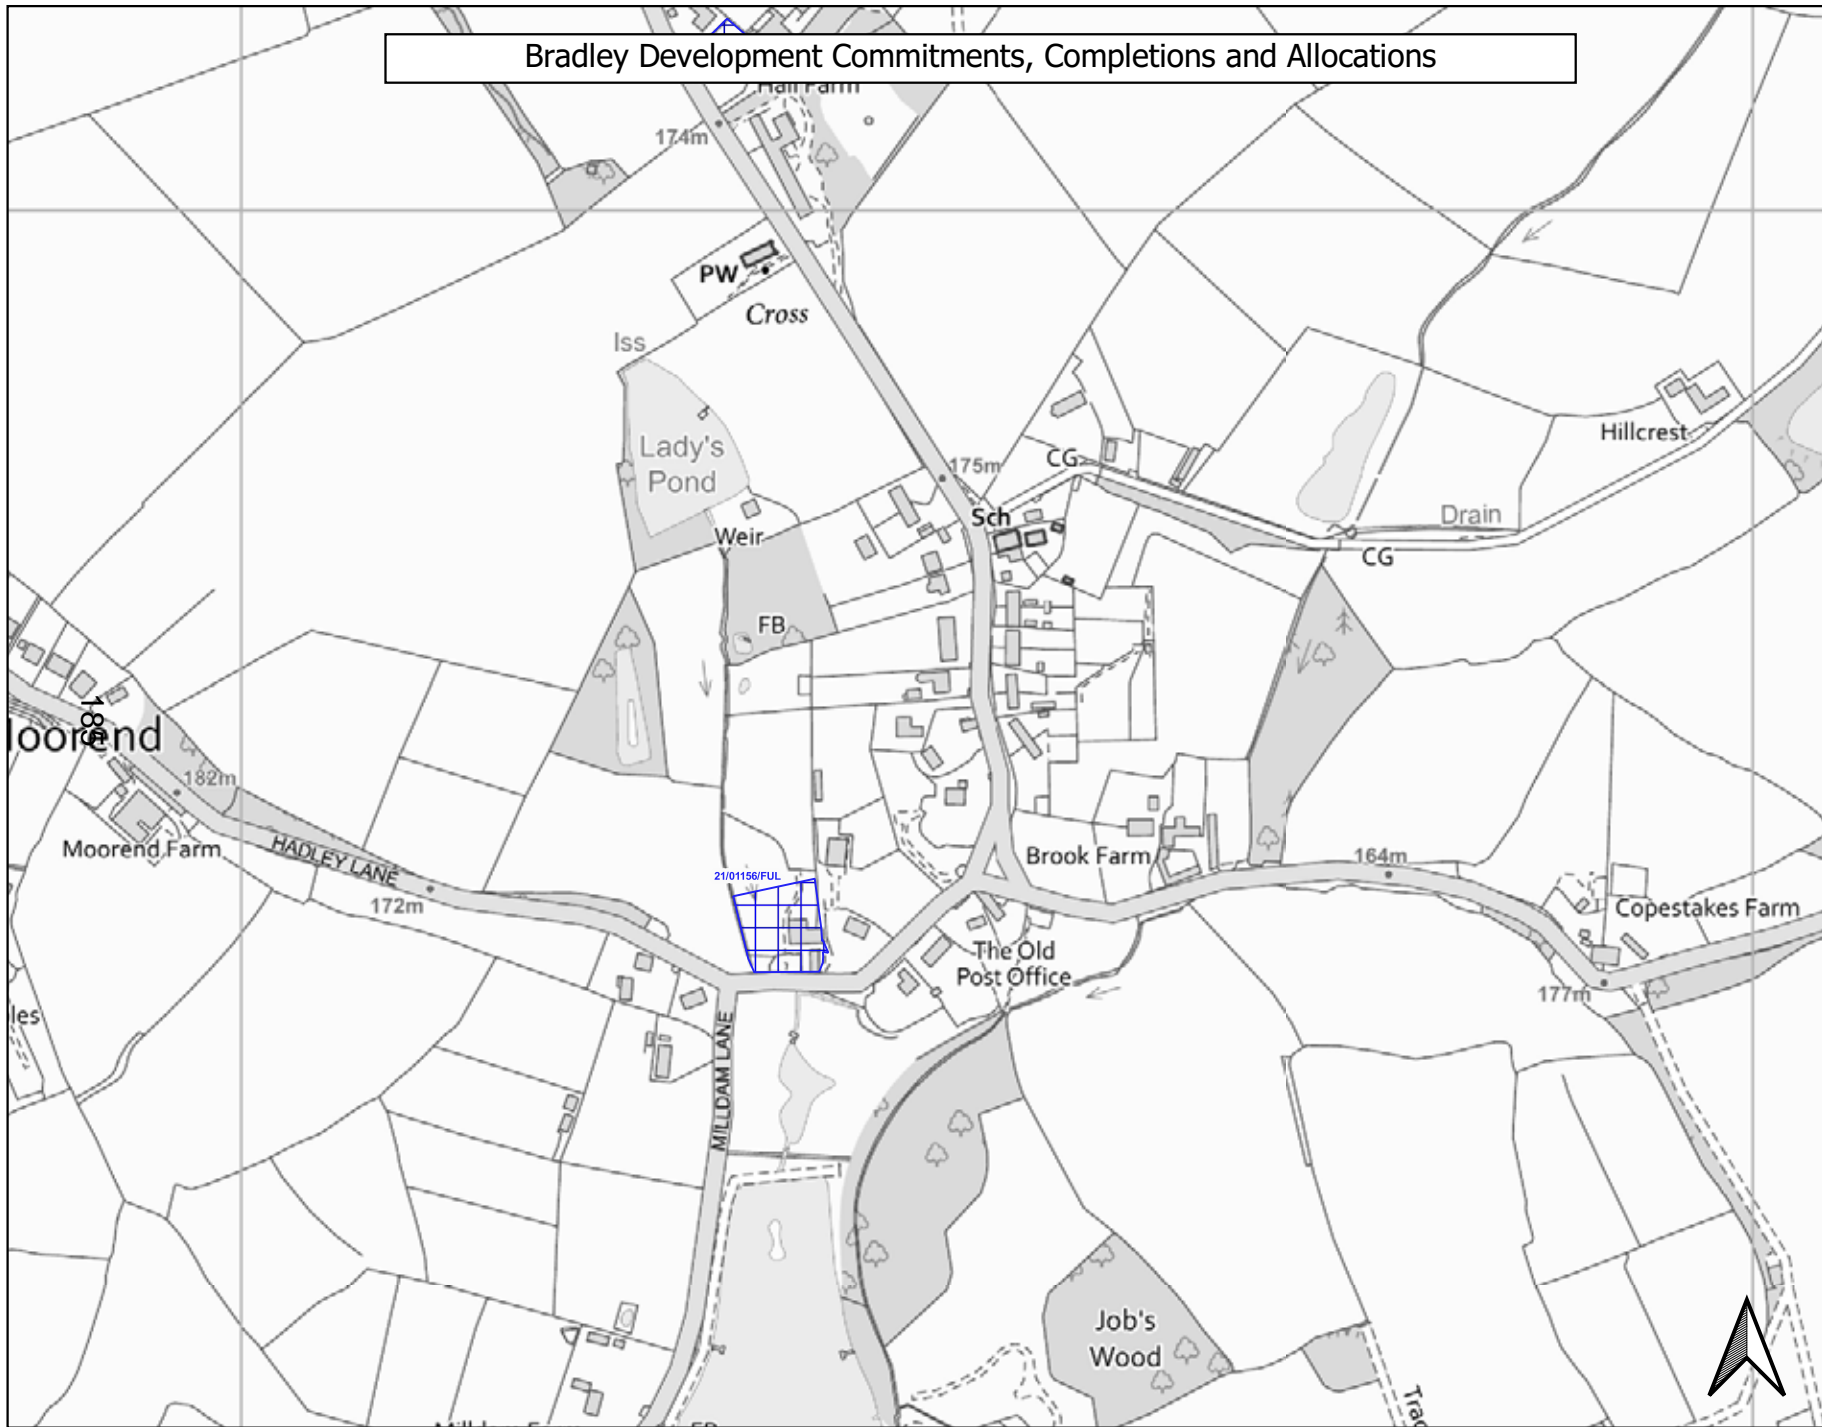 Bradley Development Commitments, Completions and Allocations
Hall Farm
174m
PW
Cross
Iss
Lady's
Pond
Weir
175m
CG
Sch
Hillcrest
Drain
CG
FB
182m
Moorend Farm
HADLEY LANE
172m
21/01156/FUL
Brook Farm
164m
Copestakes Farm
The Old
Post Office
177m
MILLDAM LANE
Job's
Wood